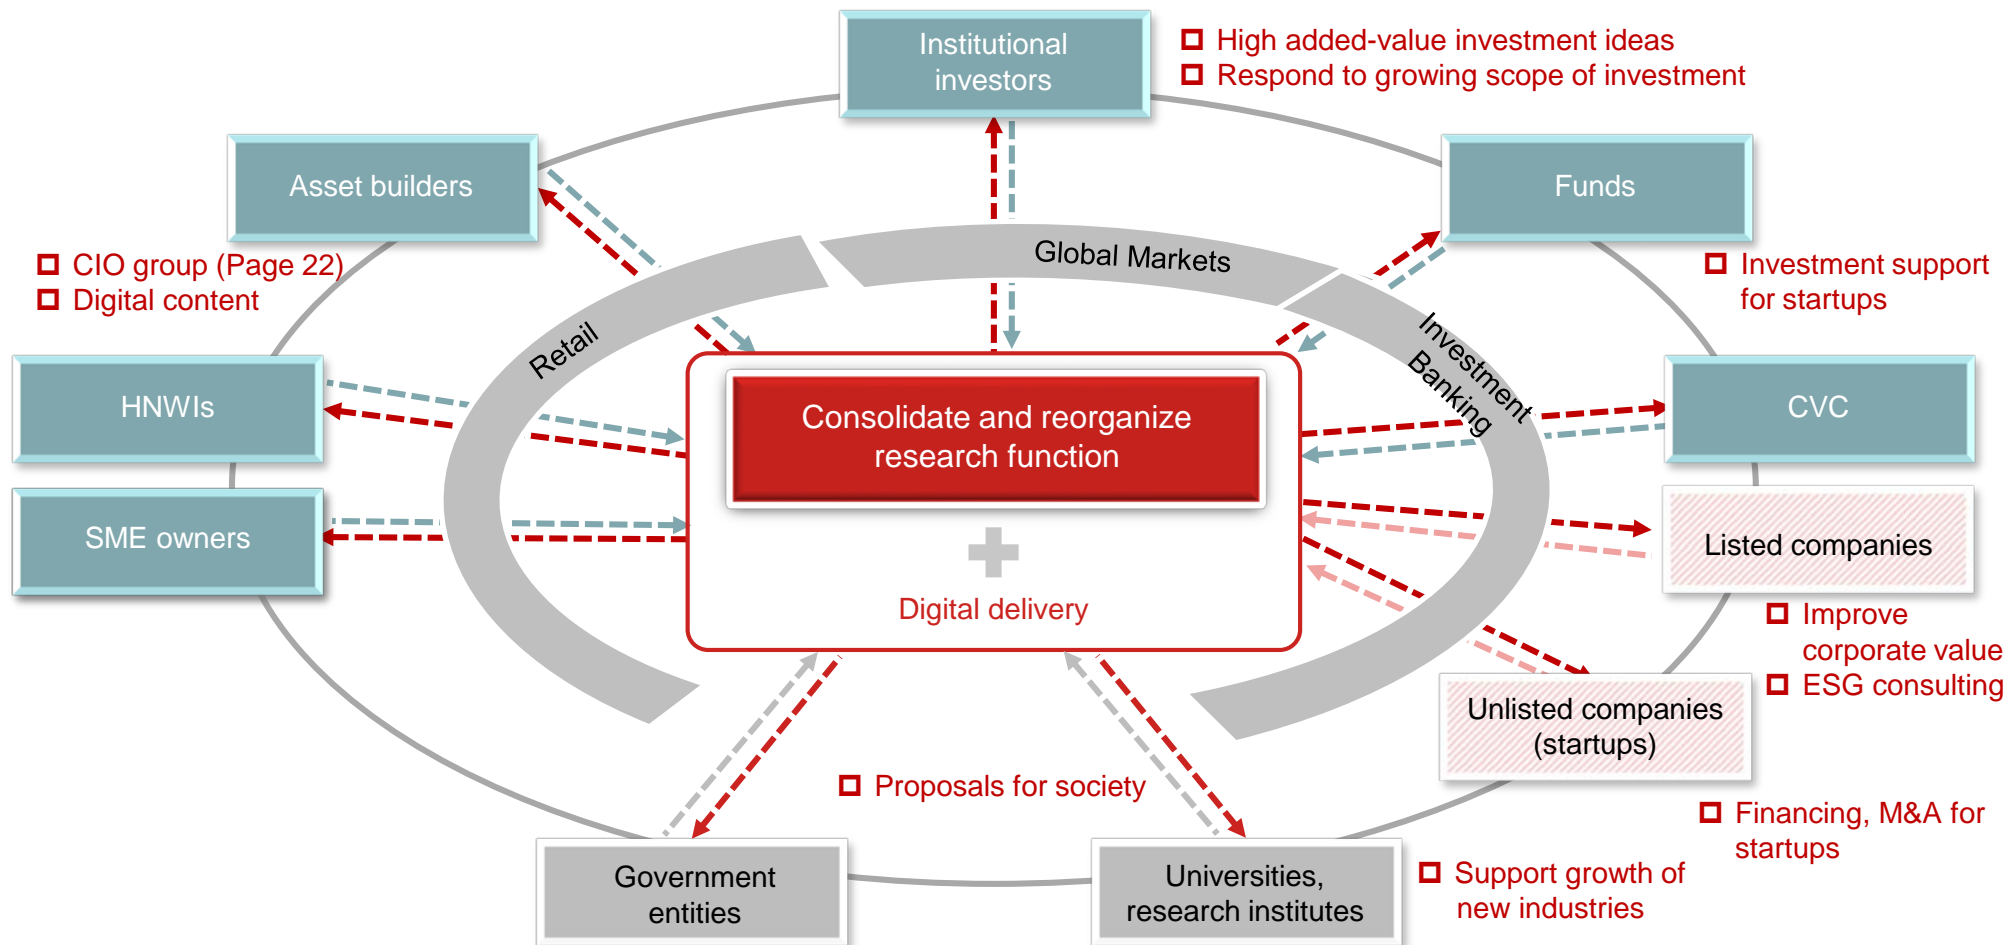 Institutional
investors
High added-value investment ideas
Respond to growing scope of investment
Asset builders
Funds
CIO group (Page 22)
Digital content
Global Markets
Investment support
for startups
Retail
Investment
Banking
HNWIs
Consolidate and reorganize
research function
CVC
SME owners
Listed companies
Digital delivery
Improve
corporate value
ESG consulting
Unlisted companies
(startups)
Proposals for society
Financing, M&A for
startups
Government
entities
Universities,
research institutes
Support growth of
new industries